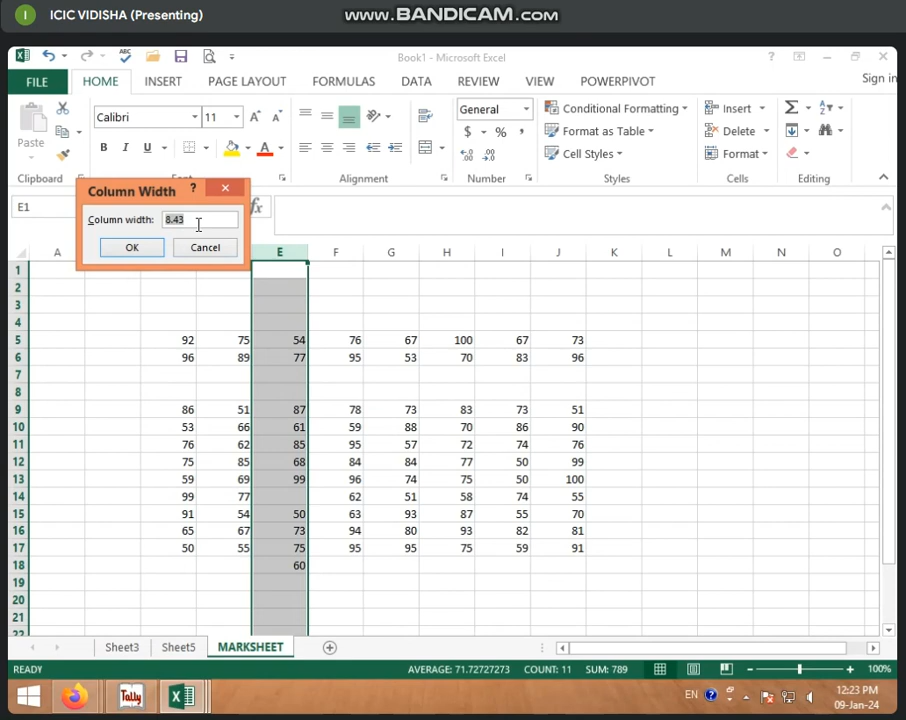 I ICIC VIDISHA (Presenting)
www.BANDICAM.com
Book1 - Microsoft Excel
FILE HOME INSERT PAGE LAYOUT FORMULAS DATA REVIEW VIEW POWERPIVOT Sign in
Calibri 11 General Conditional Formatting Insert
Paste B I U A $ % , Format as Table Delete
Cell Styles Format
Clipboard Font Alignment Number Styles Cells Editing
Column Width ?
E1 fx
Column width: 8.43
OK Cancel
A E F G H I J K L M N O
1
2
3
4
5 92 75 54 76 67 100 67 73
6 96 89 77 95 53 70 83 96
7
8
9 86 51 87 78 73 83 73 51
10 53 66 61 59 88 70 86 90
11 76 62 85 95 57 72 74 76
12 75 85 68 84 84 77 50 99
13 59 69 99 96 74 75 50 100
14 99 77 62 51 58 74 55
15 91 54 50 63 93 87 55 70
16 65 67 73 94 80 93 82 81
17 50 55 75 95 95 75 59 91
18 60
19
20
21
22
Sheet3 Sheet5 MARKSHEET
READY AVERAGE: 71.72727273 COUNT: 11 SUM: 789 100%
Tally EN 12:23 PM
09-Jan-24